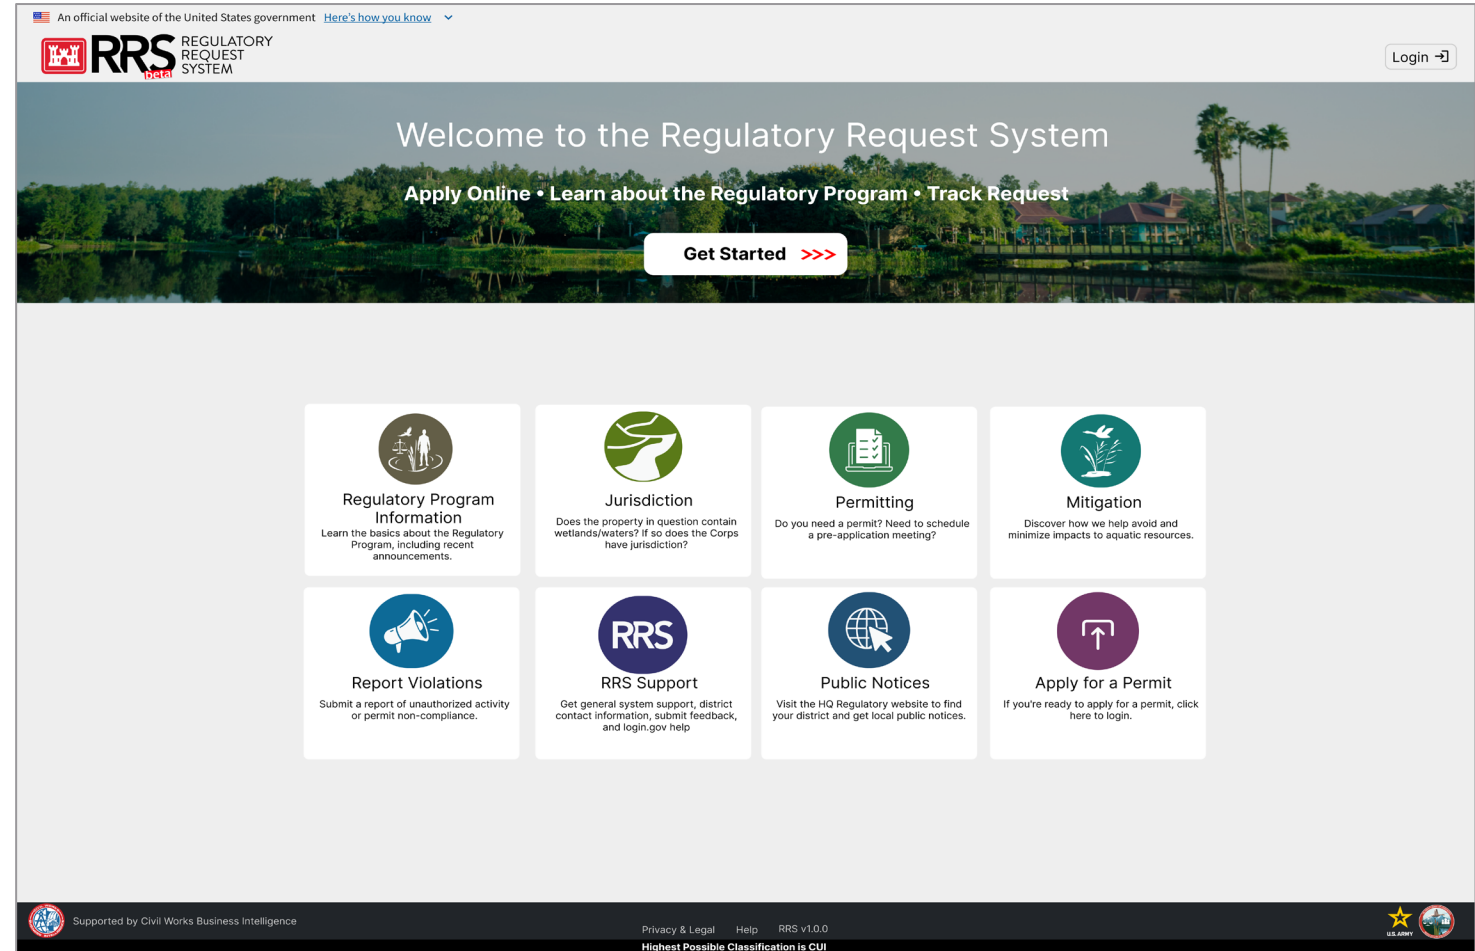 An official website of the United States government Here's how you know
RRS
beta
REGULATORY
REQUEST
SYSTEM
Login
Welcome to the Regulatory Request System
Apply Online • Learn about the Regulatory Program • Track Request
Get Started >>>
Regulatory Program
Information
Learn the basics about the Regulatory
Program, including recent
announcements.
Jurisdiction
Does the property in question contain
wetlands/waters? If so does the Corps
have jurisdiction?
Permitting
Do you need a permit? Need to schedule
a pre-application meeting?
Mitigation
Discover how we help avoid and
minimize impacts to aquatic resources.
Report Violations
Submit a report of unauthorized activity
or permit non-compliance.
RRS
RRS Support
Get general system support, district
contact information, submit feedback,
and login.gov help
Public Notices
Visit the HQ Regulatory website to find
your district and get local public notices.
Apply for a Permit
If you're ready to apply for a permit, click
here to login.
Supported by Civil Works Business Intelligence
Privacy & Legal Help RRS v1.0.0
U.S. ARMY
Highest Possible Classification is CUI